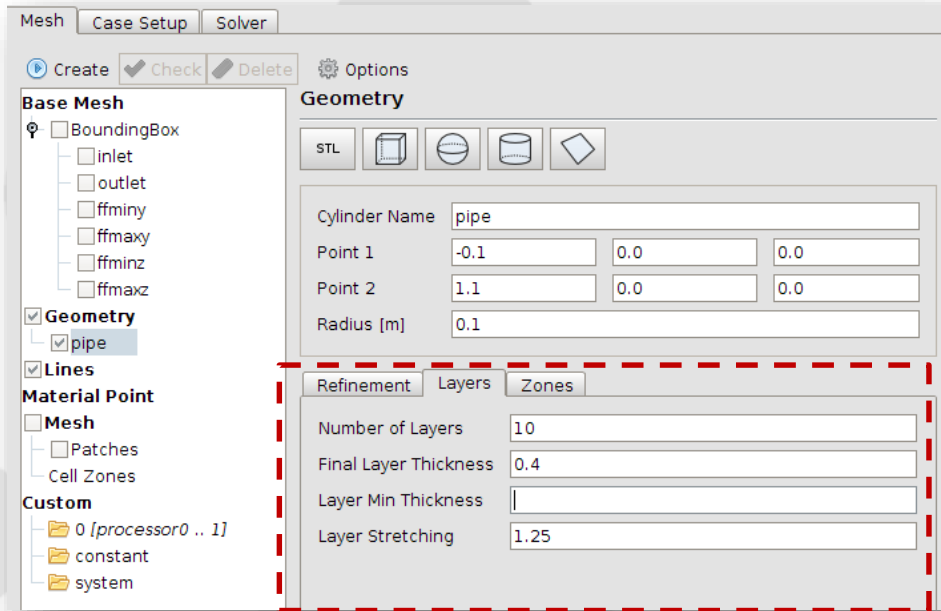 Mesh Case Setup Solver
Create Check Delete Options
Base Mesh
BoundingBox
inlet
outlet
ffminy
ffmaxy
ffminz
ffmaxz
Geometry
pipe
Lines
Material Point
Mesh
Patches
Cell Zones
Custom
0 [processor0 .. 1]
constant
system
Geometry
STL
Cylinder Name pipe
Point 1 -0.1 0.0 0.0
Point 2 1.1 0.0 0.0
Radius [m] 0.1
Refinement Layers Zones
Number of Layers 10
Final Layer Thickness 0.4
Layer Min Thickness
Layer Stretching 1.25